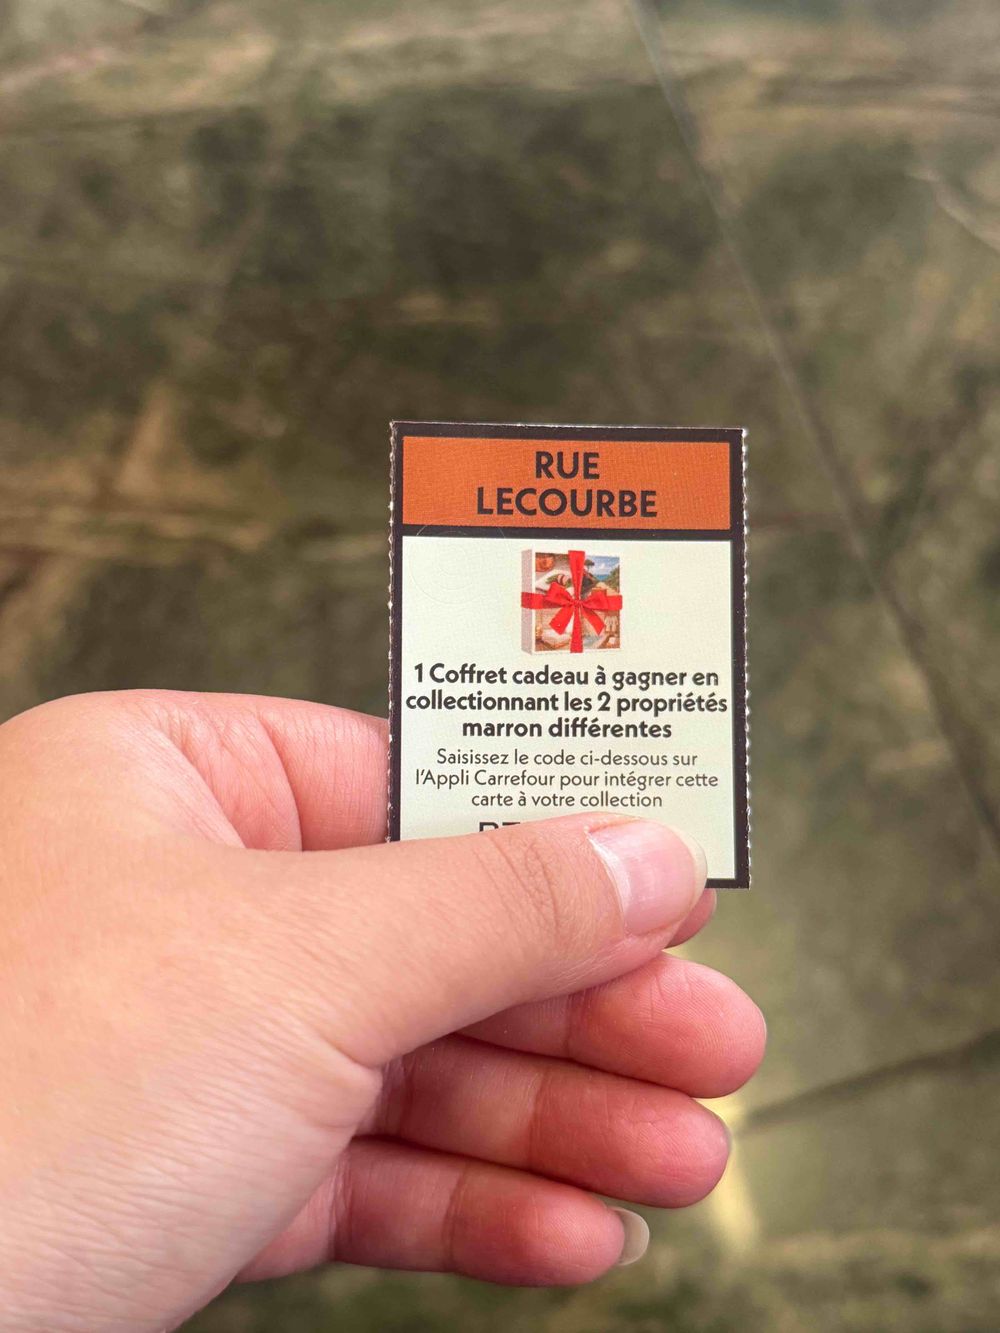 RUE
LECOURBE
1 Coffret cadeau à gagner en
collectionnant les 2 propriétés
marron différentes
Saisissez le code ci-dessous sur
l'Appli Carrefour pour intégrer cette
carte à votre collection